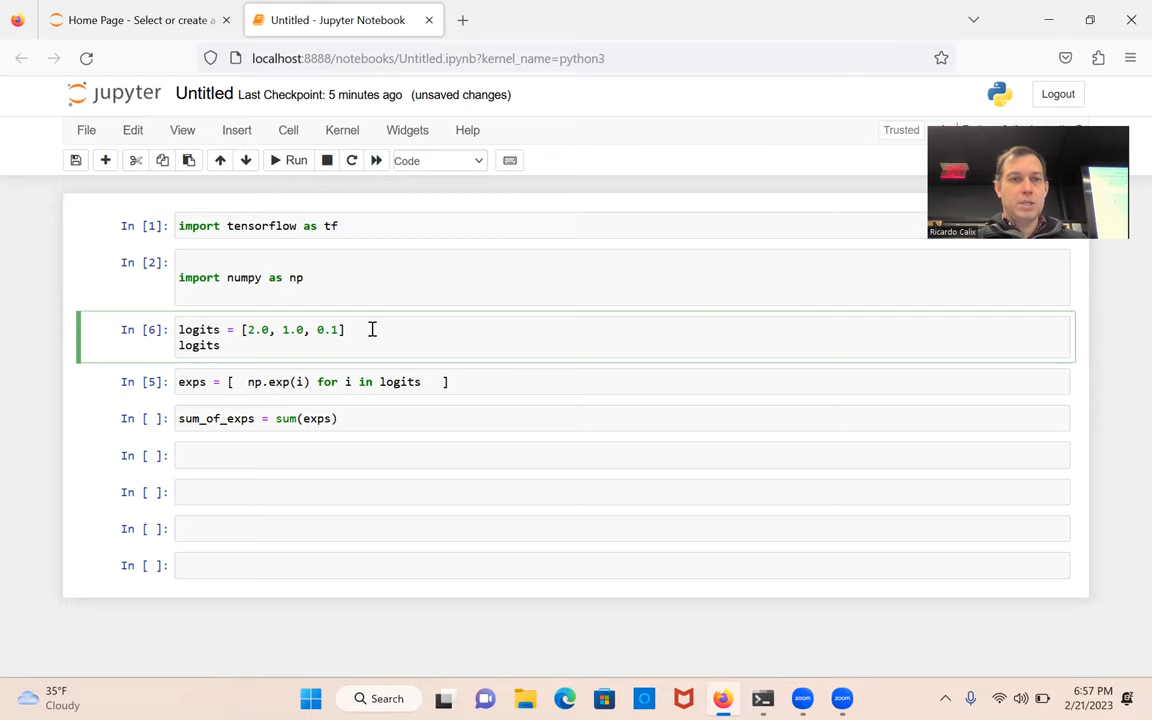 Home Page - Select or create a
Untitled - Jupyter Notebook
localhost:8888/notebooks/Untitled.ipynb?kernel_name=python3
jupyter Untitled Last Checkpoint: 5 minutes ago (unsaved changes)
Logout
File Edit View Insert Cell Kernel Widgets Help
Trusted
Run
Code
Ricardo Calix
In [1]: import tensorflow as tf
In [2]:
import numpy as np
In [6]: logits = [2.0, 1.0, 0.1]
logits
In [5]: exps = [ np.exp(i) for i in logits ]
In [ ]: sum_of_exps = sum(exps)
In [ ]:
In [ ]:
In [ ]:
In [ ]:
35°F
Cloudy
Search
zoom
zoom
6:57 PM
2/21/2023